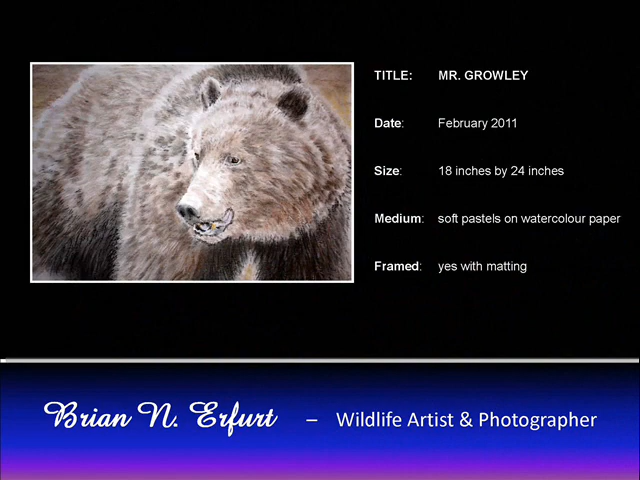 TITLE: MR. GROWLEY
Date: February 2011
Size: 18 inches by 24 inches
Medium: soft pastels on watercolour paper
Framed: yes with matting
Brian N. Erfurt – Wildlife Artist & Photographer